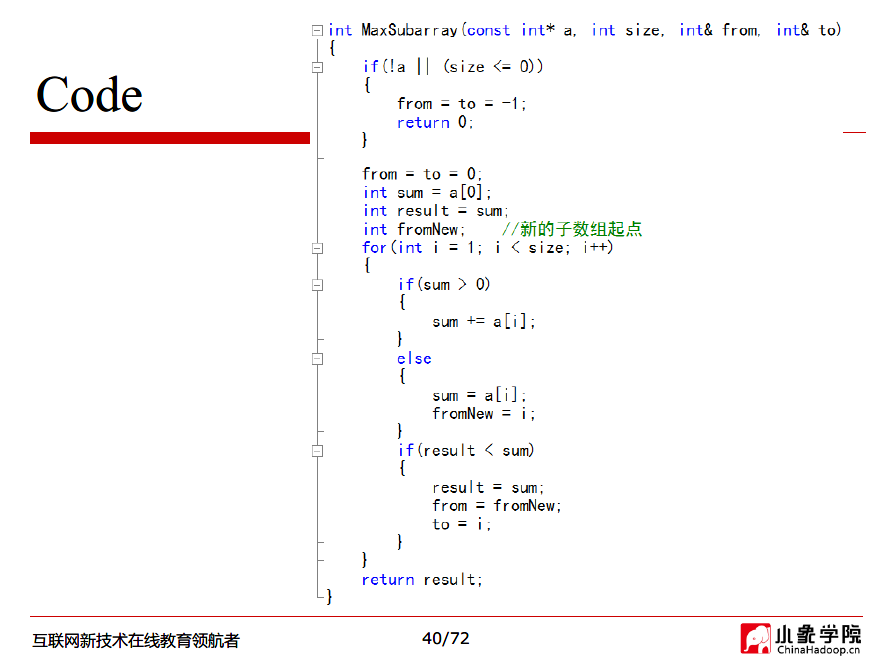 Code
int MaxSubarray(const int* a, int size, int& from, int& to)
{
    if(!a || (size <= 0))
    {
        from = to = -1;
        return 0;
    }
    from = to = 0;
    int sum = a[0];
    int result = sum;
    int fromNew;    //新的子数组起点
    for(int i = 1; i < size; i++)
    {
        if(sum > 0)
        {
            sum += a[i];
        }
        else
        {
            sum = a[i];
            fromNew = i;
        }
        if(result < sum)
        {
            result = sum;
            from = fromNew;
            to = i;
        }
    }
    return result;
}
互联网新技术在线教育领航者
40/72
小象学院
ChinaHadoop.cn